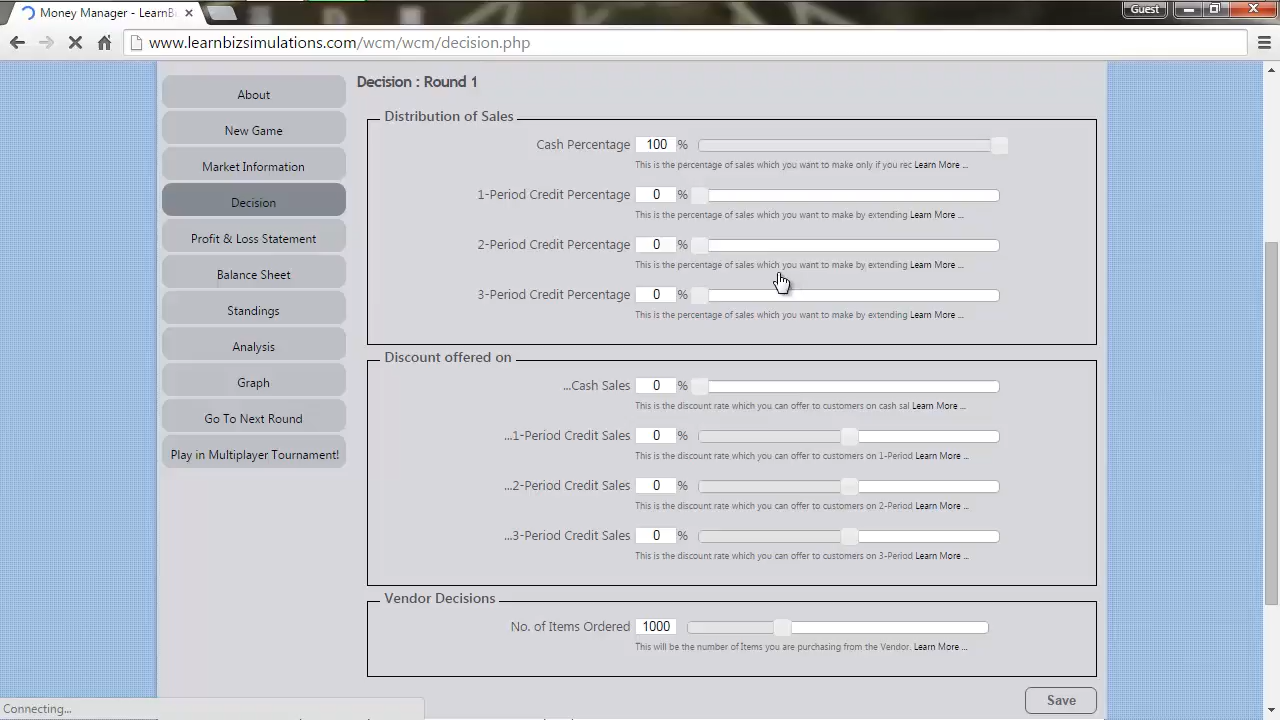 Money Manager - LearnBi
Guest
www.learnbizsimulations.com/wcm/wcm/decision.php
About
New Game
Market Information
Decision
Profit & Loss Statement
Balance Sheet
Standings
Analysis
Graph
Go To Next Round
Play in Multiplayer Tournament!
Decision : Round 1
Distribution of Sales
Cash Percentage 100 %
This is the percentage of sales which you want to make only if you rec Learn More ...
1-Period Credit Percentage 0 %
This is the percentage of sales which you want to make by extending Learn More ...
2-Period Credit Percentage 0 %
This is the percentage of sales which you want to make by extending Learn More ...
3-Period Credit Percentage 0 %
This is the percentage of sales which you want to make by extending Learn More ...
Discount offered on
...Cash Sales 0 %
This is the discount rate which you can offer to customers on cash sal Learn More ...
...1-Period Credit Sales 0 %
This is the discount rate which you can offer to customers on 1-Period Learn More ...
...2-Period Credit Sales 0 %
This is the discount rate which you can offer to customers on 2-Period Learn More ...
...3-Period Credit Sales 0 %
This is the discount rate which you can offer to customers on 3-Period Learn More ...
Vendor Decisions
No. of Items Ordered 1000
This will be the number of Items you are purchasing from the Vendor. Learn More ...
Save
Connecting...